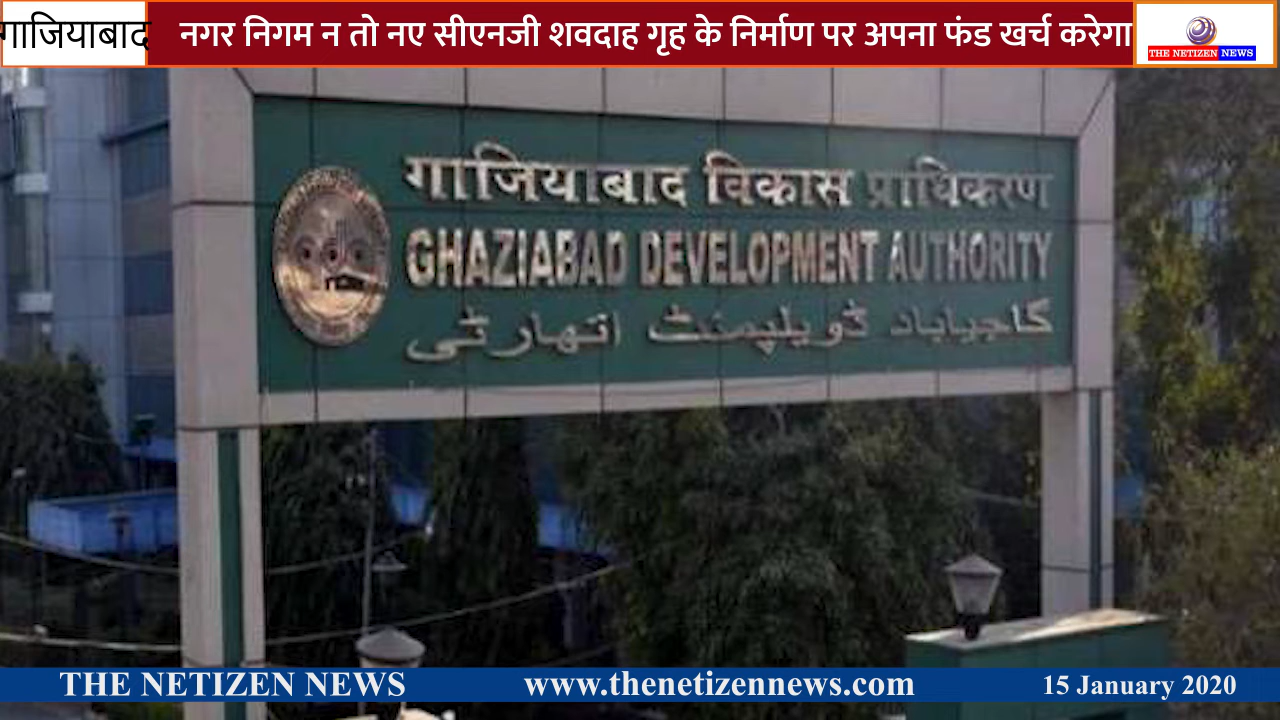 गाजियाबाद
नगर निगम न तो नए सीएनजी शवदाह गृह के निर्माण पर अपना फंड खर्च करेगा
THE NETIZEN NEWS
गाजियाबाद विकास प्राधिकरण
GHAZIABAD DEVELOPMENT AUTHORITY
گاجیاباد ڈویلپمنٹ اتھارٹی
THE NETIZEN NEWS
www.thenetizennews.com
15 January 2020